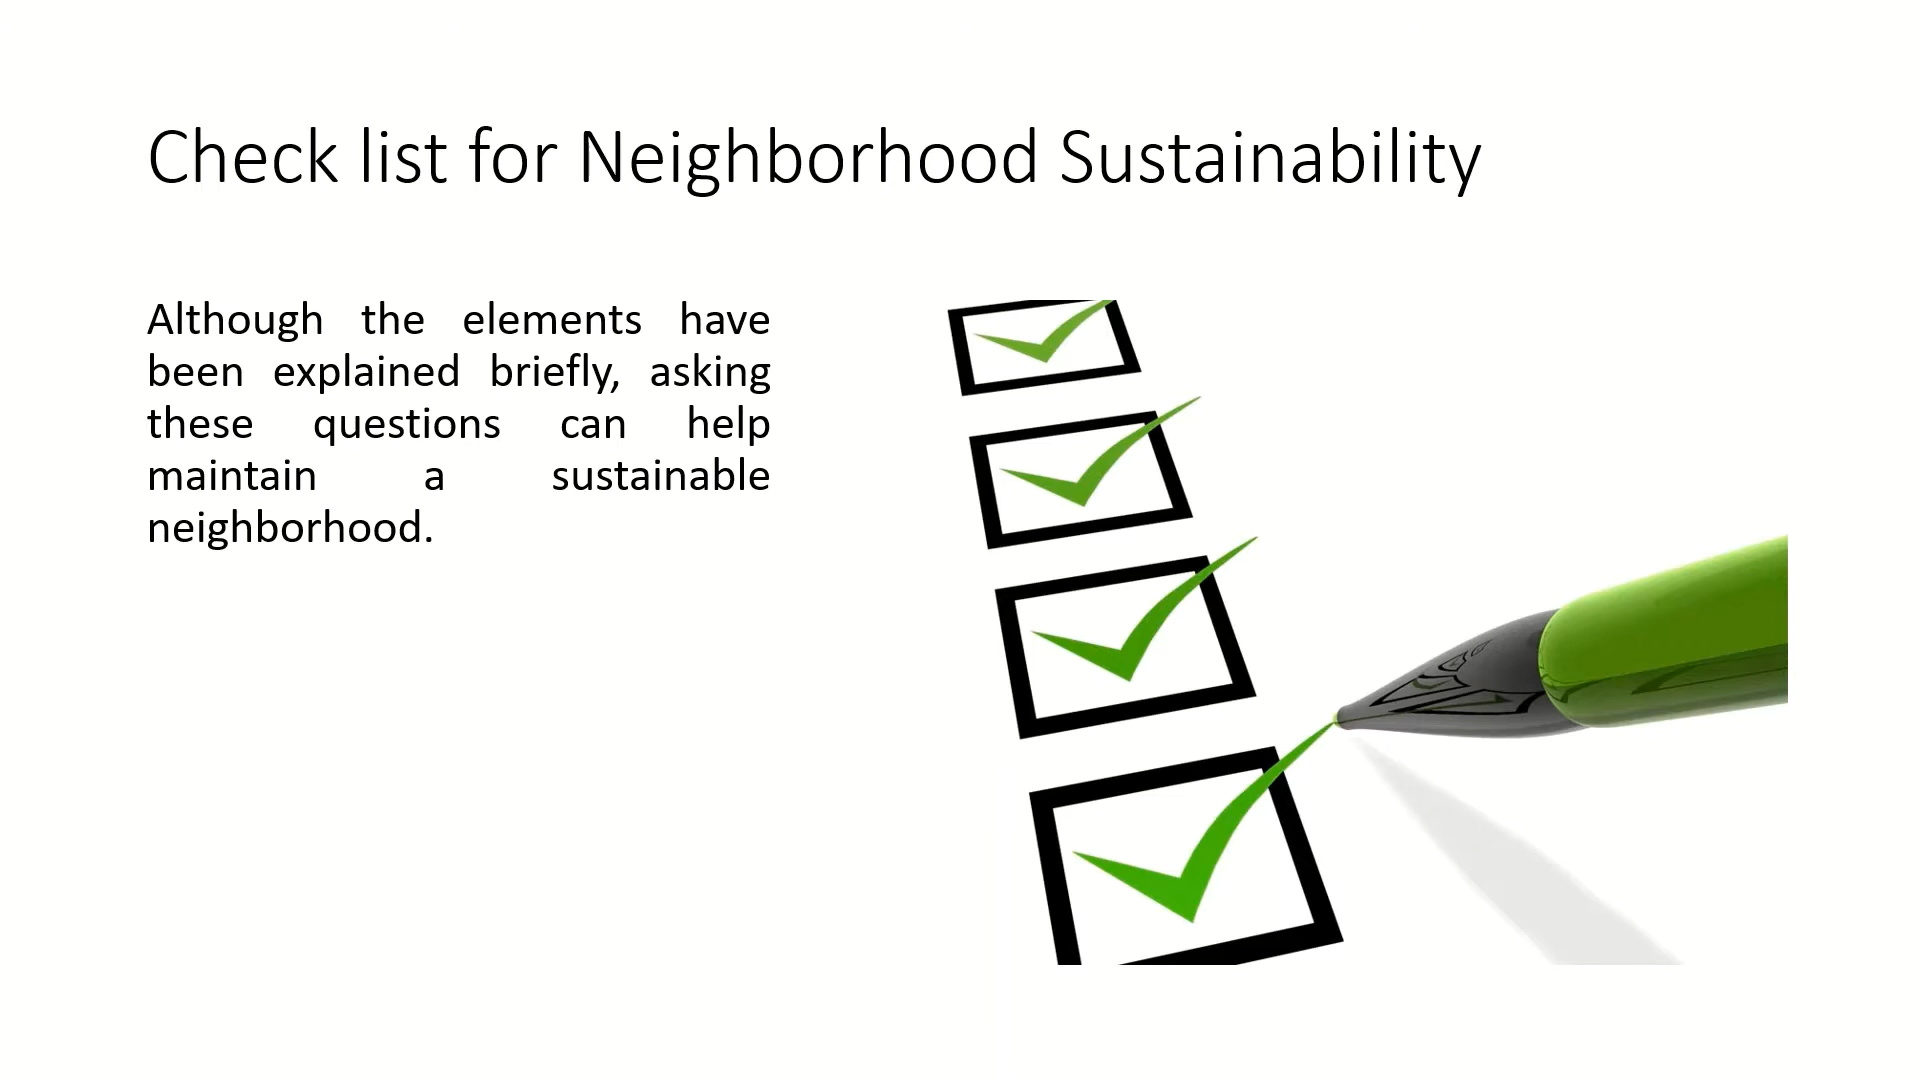 Check list for Neighborhood Sustainability
Although the elements have
been explained briefly, asking
these questions can help
maintain a sustainable
neighborhood.